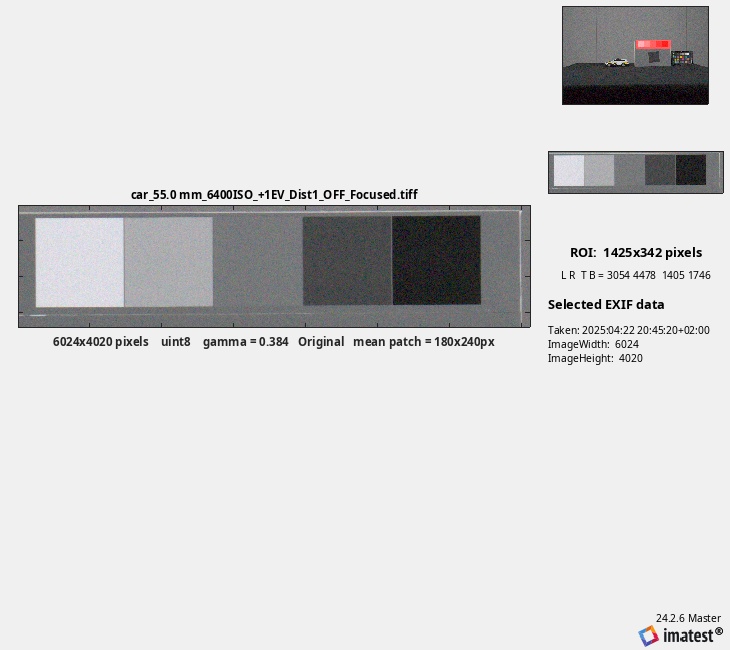 car_55.0 mm_6400ISO_+1EV_Dist1_OFF_Focused.tiff
6024x4020 pixels    uint8    gamma = 0.384   Original   mean patch = 180x240px
ROI:  1425x342 pixels
L R  T B = 3054 4478  1405 1746
Selected EXIF data
Taken: 2025:04:22 20:45:20+02:00
ImageWidth:  6024
ImageHeight:  4020
24.2.6 Master
imatest®